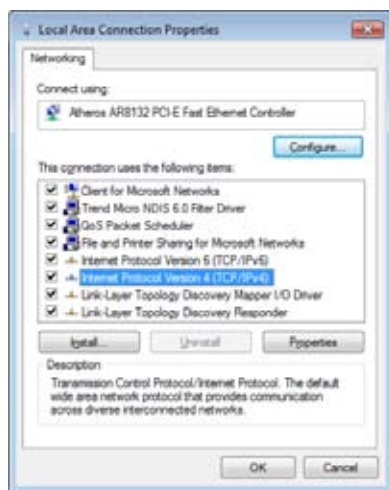 Local Area Connection Properties
Networking
Connect using:
Atheros AR8132 PCI-E Fast Ethernet Controller
Configure...
This connection uses the following items:
Client for Microsoft Networks
Trend Micro NDIS 6.0 Filter Driver
QoS Packet Scheduler
File and Printer Sharing for Microsoft Networks
Internet Protocol Version 6 (TCP/IPv6)
Internet Protocol Version 4 (TCP/IPv4)
Link-Layer Topology Discovery Mapper I/O Driver
Link-Layer Topology Discovery Responder
Install... Uninstall Properties
Description
Transmission Control Protocol/Internet Protocol. The default
wide area network protocol that provides communication
across diverse interconnected networks.
OK Cancel